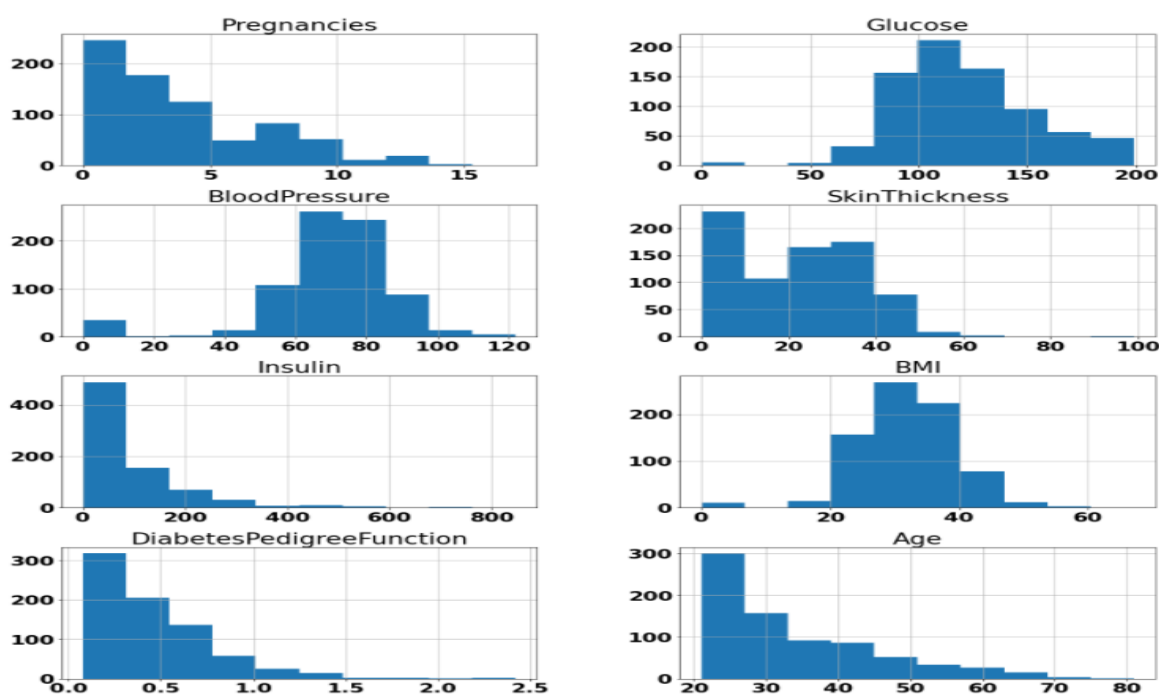 Pregnancies
200
100
0
0 5 10 15
Glucose
200
150
100
50
0
0 50 100 150 200
BloodPressure
200
100
0
0 20 40 60 80 100 120
SkinThickness
200
150
100
50
0
0 20 40 60 80 100
Insulin
400
200
0
0 200 400 600 800
BMI
200
100
0
0 20 40 60
DiabetesPedigreeFunction
300
200
100
0
0.0 0.5 1.0 1.5 2.0 2.5
Age
300
200
100
0
20 30 40 50 60 70 80